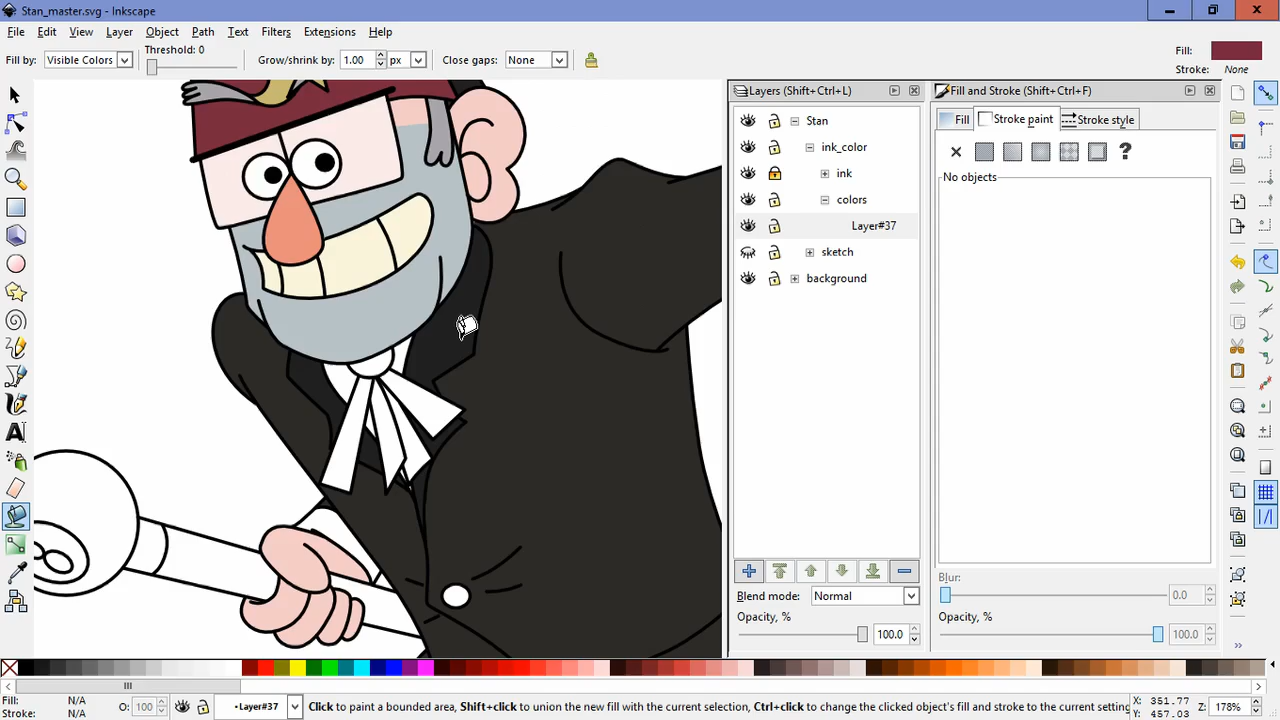 Stan_master.svg - Inkscape
File Edit View Layer Object Path Text Filters Extensions Help
Fill by: Visible Colors Threshold: 0 Grow/shrink by: 1.00 px Close gaps: None
Fill:
Stroke: None
Layers (Shift+Ctrl+L)
Fill and Stroke (Shift+Ctrl+F)
Stan
ink_color
ink
colors
Layer#37
sketch
background
Fill Stroke paint Stroke style
?
No objects
Blend mode: Normal
Opacity, %
100.0
Blur:
0.0
Opacity, %
100.0
Fill: N/A
Stroke: N/A
O: 100
•Layer#37
Click to paint a bounded area, Shift+click to union the new fill with the current selection, Ctrl+click to change the clicked object's fill and stroke to the current setting
X: 351.77
Y: 457.03
Z: 178%